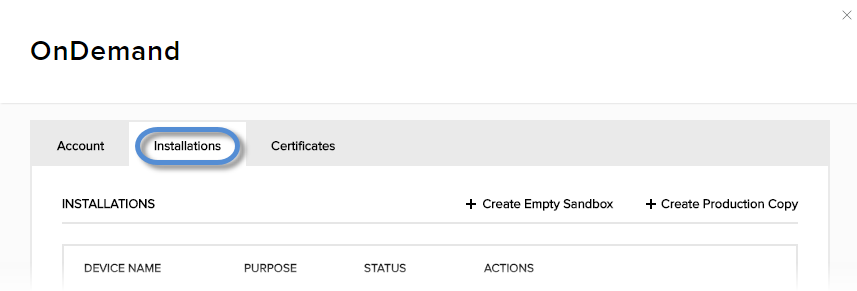 OnDemand
Account Installations Certificates
INSTALLATIONS + Create Empty Sandbox + Create Production Copy
DEVICE NAME PURPOSE STATUS ACTIONS